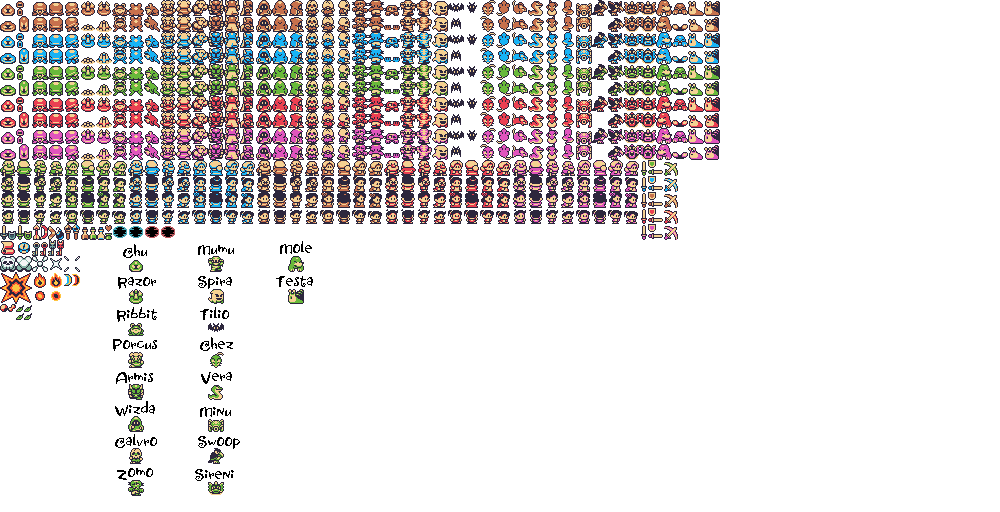 Chu
Razor
Ribbit
Porcus
Armis
Wizda
Calvro
Zomo
Mumu
Spira
Tilio
Chez
Vera
Minu
Swoop
Sireni
Mole
Testa